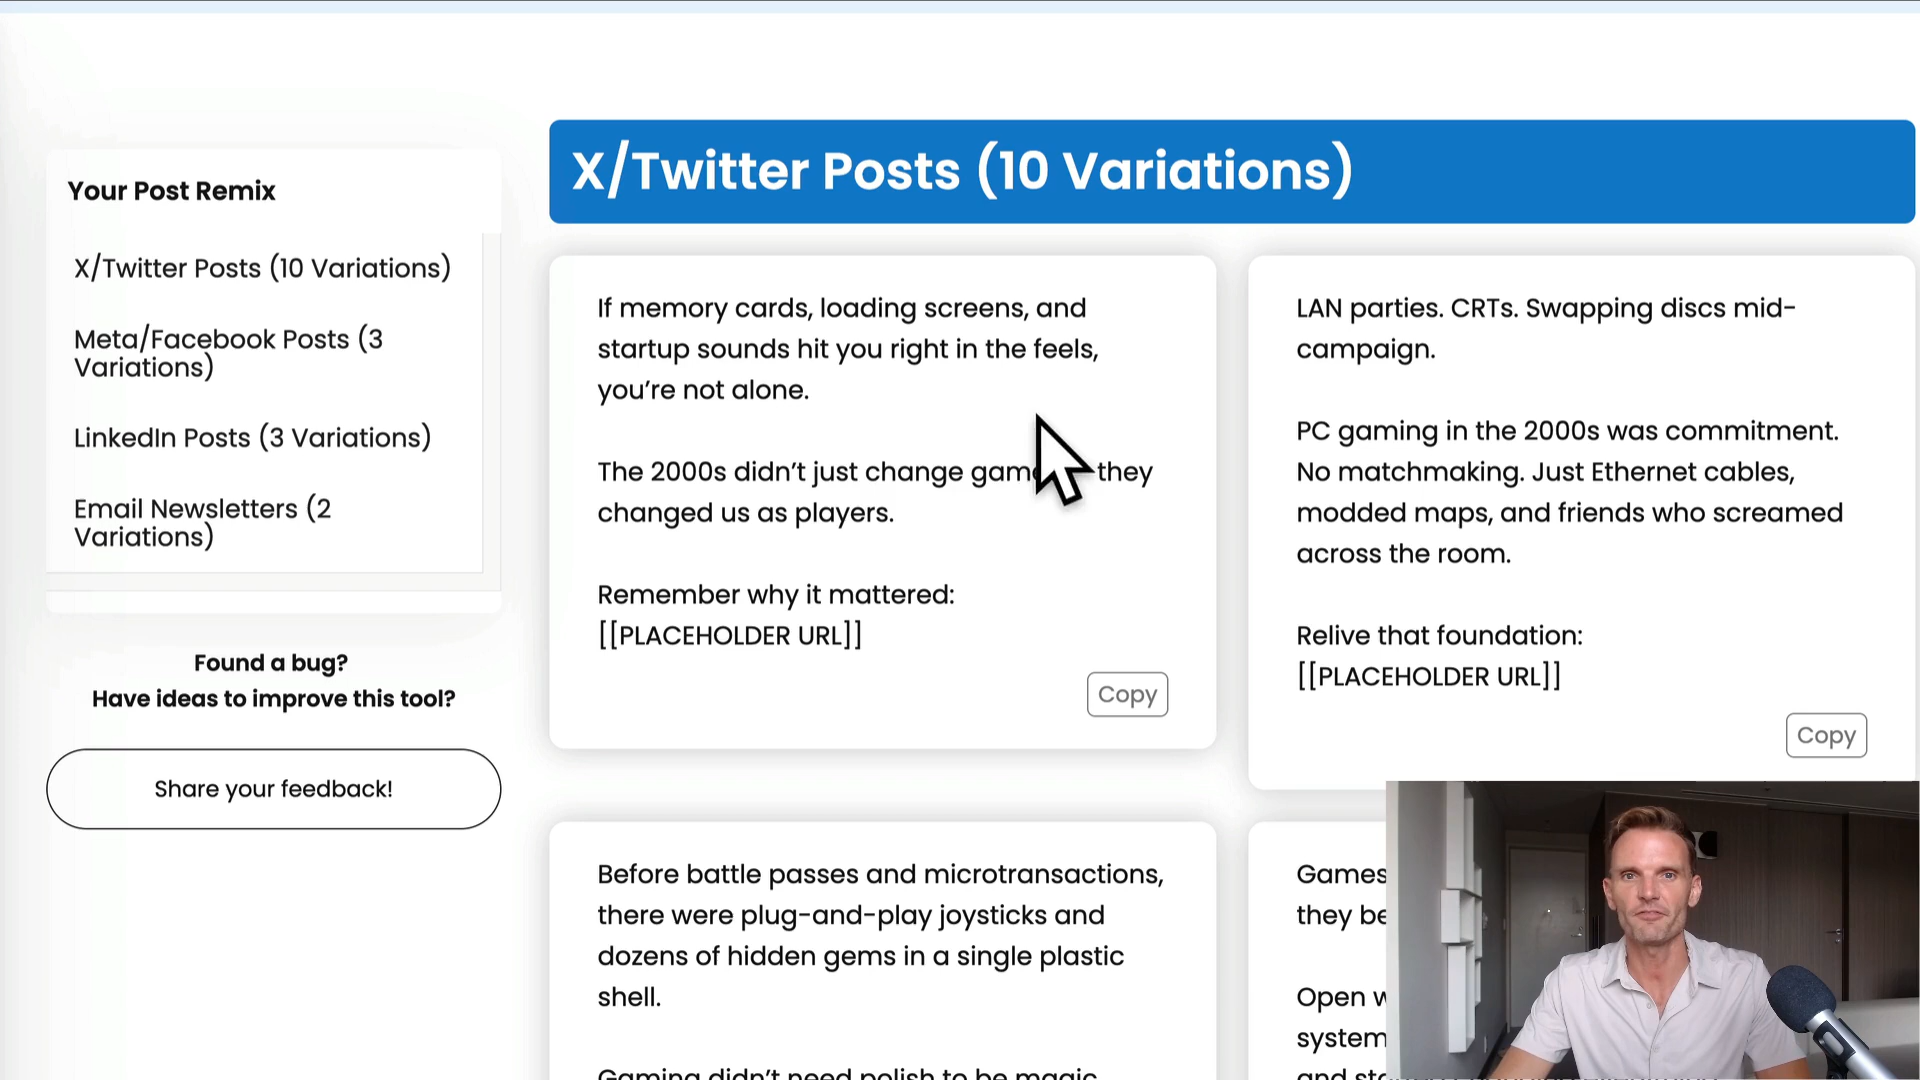 Your Post Remix
X/Twitter Posts (10 Variations)
Meta/Facebook Posts (3
Variations)
LinkedIn Posts (3 Variations)
Email Newsletters (2
Variations)
Found a bug?
Have ideas to improve this tool?
Share your feedback!
X/Twitter Posts (10 Variations)
If memory cards, loading screens, and
startup sounds hit you right in the feels,
you’re not alone.
The 2000s didn’t just change they
changed us as players.
Remember why it mattered:
[[PLACEHOLDER URL]]
Copy
LAN parties. CRTs. Swapping discs mid-
campaign.
PC gaming in the 2000s was commitment.
No matchmaking. Just Ethernet cables,
modded maps, and friends who screamed
across the room.
Relive that foundation:
[[PLACEHOLDER URL]]
Copy
Before battle passes and microtransactions,
there were plug-and-play joysticks and
dozens of hidden gems in a single plastic
shell.
Gaming didn’t need polish to be magic.
Games
they
Open